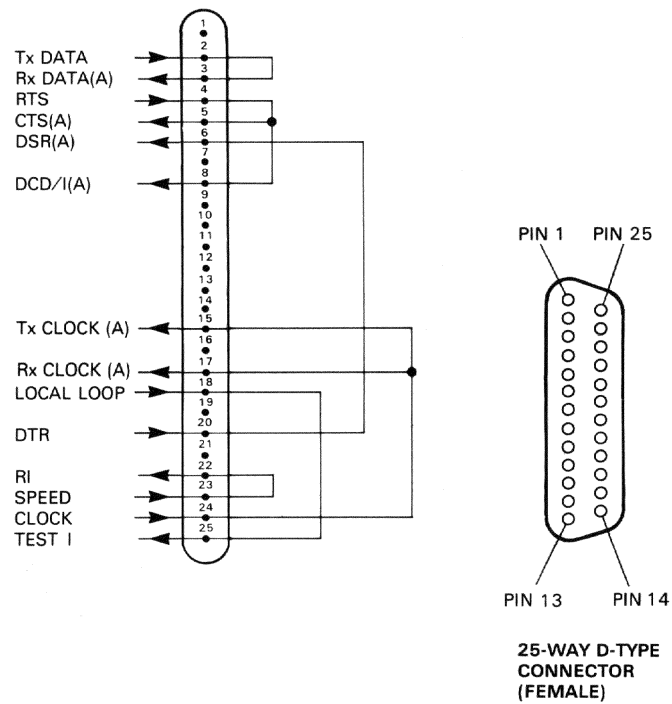 1
2
Tx DATA
3
Rx DATA(A)
4
RTS
5
CTS(A)
6
DSR(A)
7
8
DCD/I(A)
9
10
11
12
13
14
15
Tx CLOCK (A)
16
17
Rx CLOCK (A)
18
LOCAL LOOP
19
20
DTR
21
22
RI
23
SPEED
24
CLOCK
25
TEST I
PIN 1 PIN 25
PIN 13 PIN 14
25-WAY D-TYPE
CONNECTOR
(FEMALE)